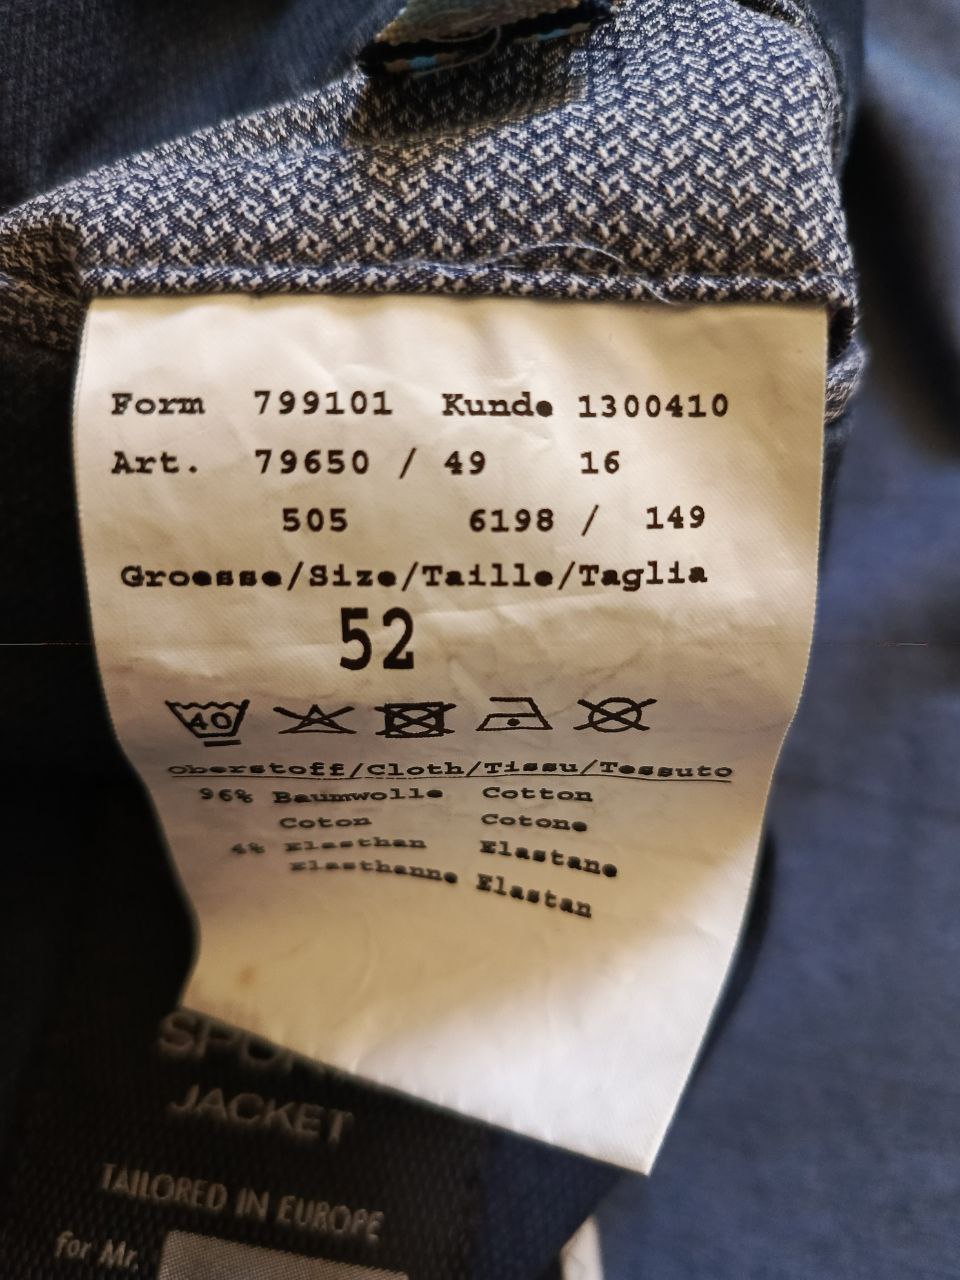 Form 799101 Kunde 1300410
Art. 79650 / 49 16
505 6198 / 149
Groesse/Size/Taille/Taglia
52
40
Oberstoff/Cloth/Tissu/Tessuto
96% Baumwolle Cotton
Coton Cotone
4% Elasthan Elastane
Elasthanne Elastan
JACKET
TAILORED IN EUROPE
for Mr.